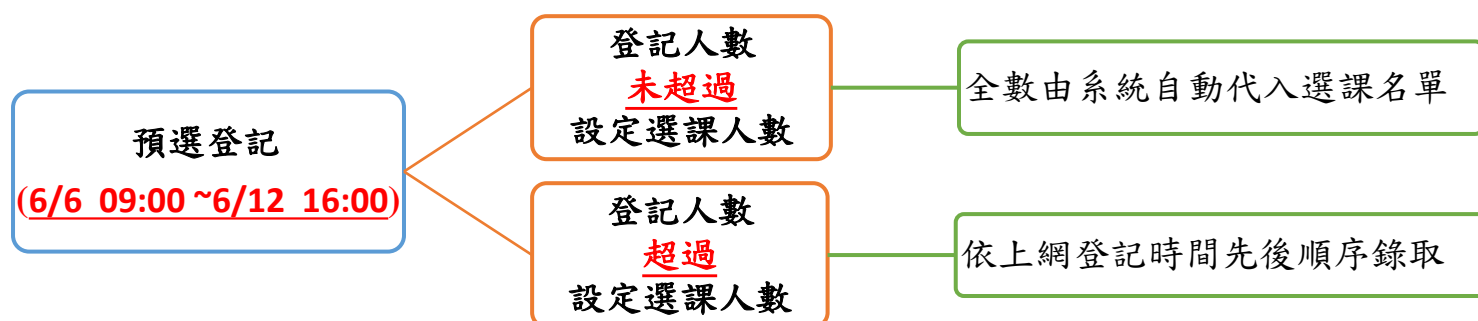 預選登記
(6/6 09:00 ~6/12 16:00)
登記人數
未超過
設定選課人數
全數由系統自動代入選課名單
登記人數
超過
設定選課人數
依上網登記時間先後順序錄取